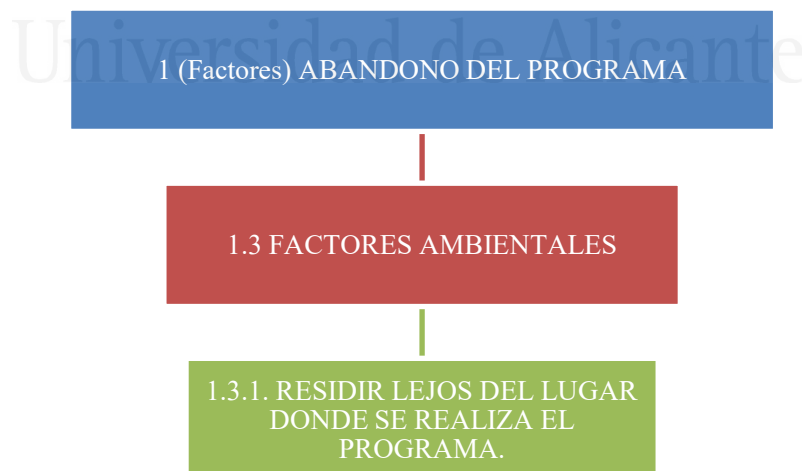 Universidad de Alicante
1 (Factores) ABANDONO DEL PROGRAMA
1.3 FACTORES AMBIENTALES
1.3.1. RESIDIR LEJOS DEL LUGAR
DONDE SE REALIZA EL
PROGRAMA.